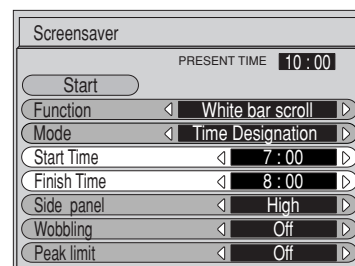 Screensaver
PRESENT TIME 10 : 00
Start
Function White bar scroll
Mode Time Designation
Start Time 7 : 00
Finish Time 8 : 00
Side panel High
Wobbling Off
Peak limit Off